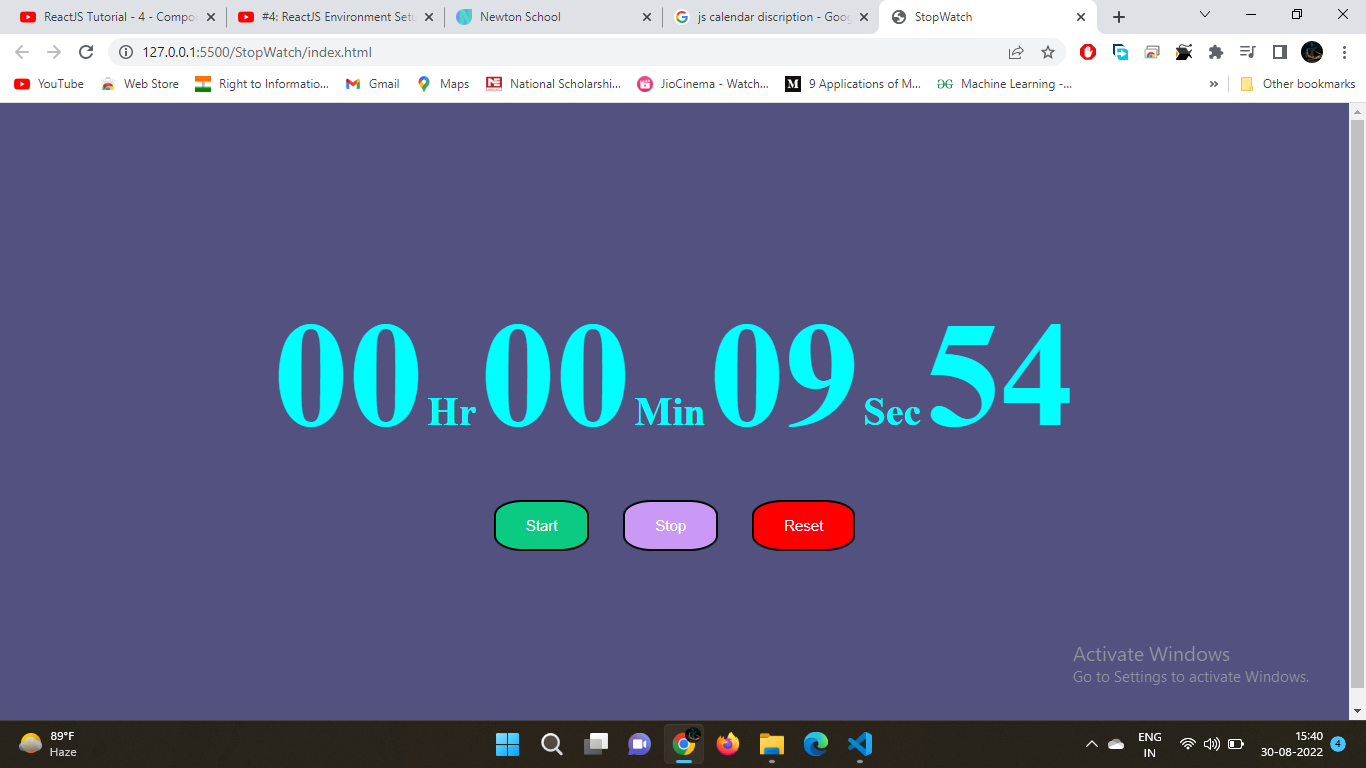 ReactJS Tutorial - 4 - Compo
#4: ReactJS Environment Setu
Newton School
js calendar discription - Goog
StopWatch
127.0.0.1:5500/StopWatch/index.html
YouTube
Web Store
Right to Informatio...
Gmail
Maps
National Scholarshi...
JioCinema - Watch...
9 Applications of M...
Machine Learning -...
»
Other bookmarks
00 Hr 00 Min 09 Sec 54
Start
Stop
Reset
Activate Windows
Go to Settings to activate Windows.
89°F
Haze
ENG
IN
15:40
30-08-2022
4